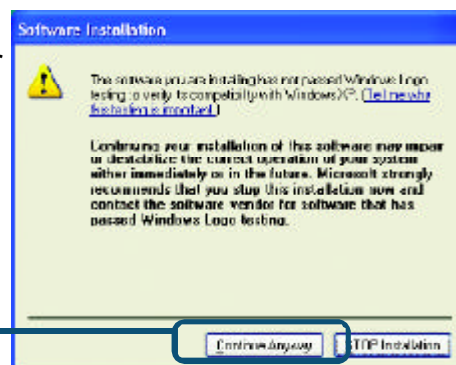 Software Installation
The software you are installing has not passed Windows Logo
testing to verify its compatibility with Windows XP. (Tell me why
this testing is important.)
Continuing your installation of this software may impair
or destabilize the correct operation of your system
either immediately or in the future. Microsoft strongly
recommends that you stop this installation now and
contact the software vendor for software that has
passed Windows Logo testing.
Continue Anyway STOP Installation